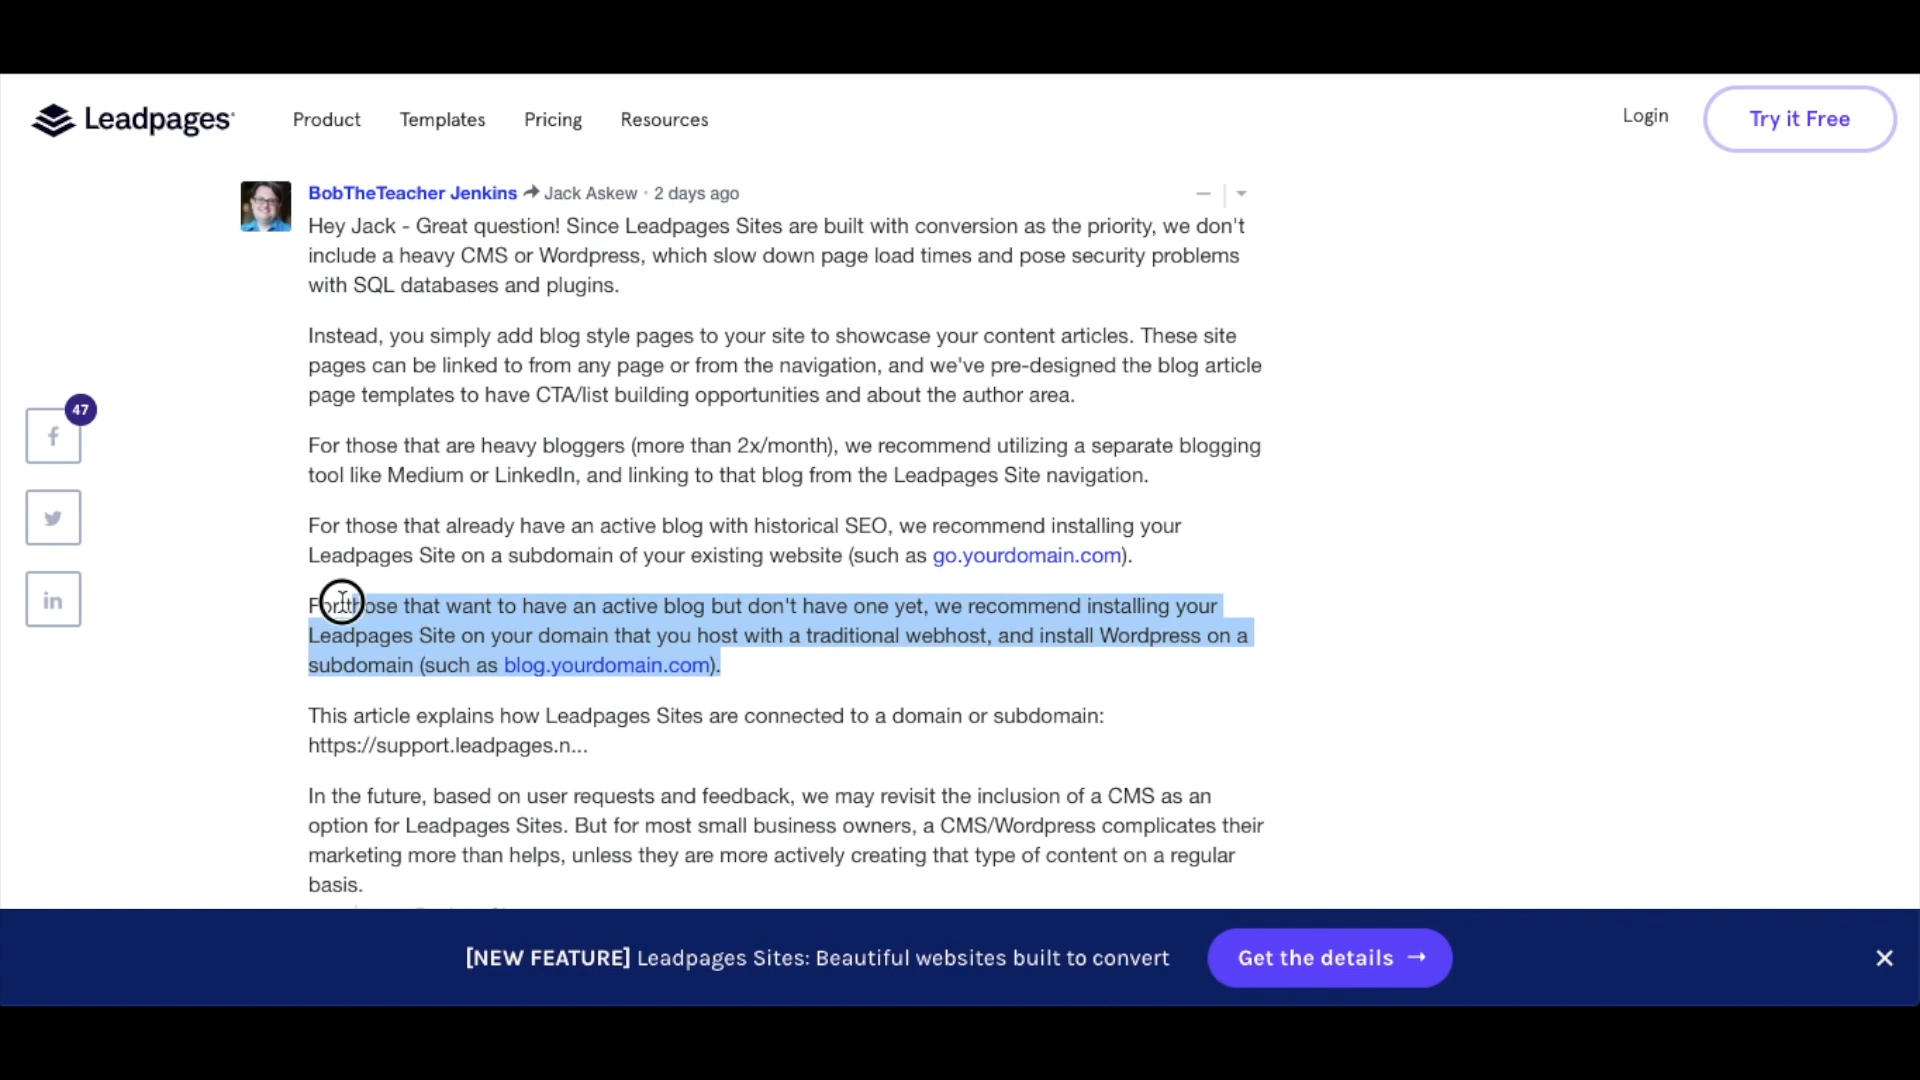 Leadpages
Product Templates Pricing Resources
Login
Try it Free
BobTheTeacher Jenkins Jack Askew • 2 days ago
Hey Jack - Great question! Since Leadpages Sites are built with conversion as the priority, we don't
include a heavy CMS or Wordpress, which slow down page load times and pose security problems
with SQL databases and plugins.
Instead, you simply add blog style pages to your site to showcase your content articles. These site
pages can be linked to from any page or from the navigation, and we've pre-designed the blog article
page templates to have CTA/list building opportunities and about the author area.
47
For those that are heavy bloggers (more than 2x/month), we recommend utilizing a separate blogging
tool like Medium or LinkedIn, and linking to that blog from the Leadpages Site navigation.
For those that already have an active blog with historical SEO, we recommend installing your
Leadpages Site on a subdomain of your existing website (such as go.yourdomain.com).
For those that want to have an active blog but don't have one yet, we recommend installing your
Leadpages Site on your domain that you host with a traditional webhost, and install Wordpress on a
subdomain (such as blog.yourdomain.com).
This article explains how Leadpages Sites are connected to a domain or subdomain:
https://support.leadpages.n...
In the future, based on user requests and feedback, we may revisit the inclusion of a CMS as an
option for Leadpages Sites. But for most small business owners, a CMS/Wordpress complicates their
marketing more than helps, unless they are more actively creating that type of content on a regular
basis.
[NEW FEATURE] Leadpages Sites: Beautiful websites built to convert
Get the details →